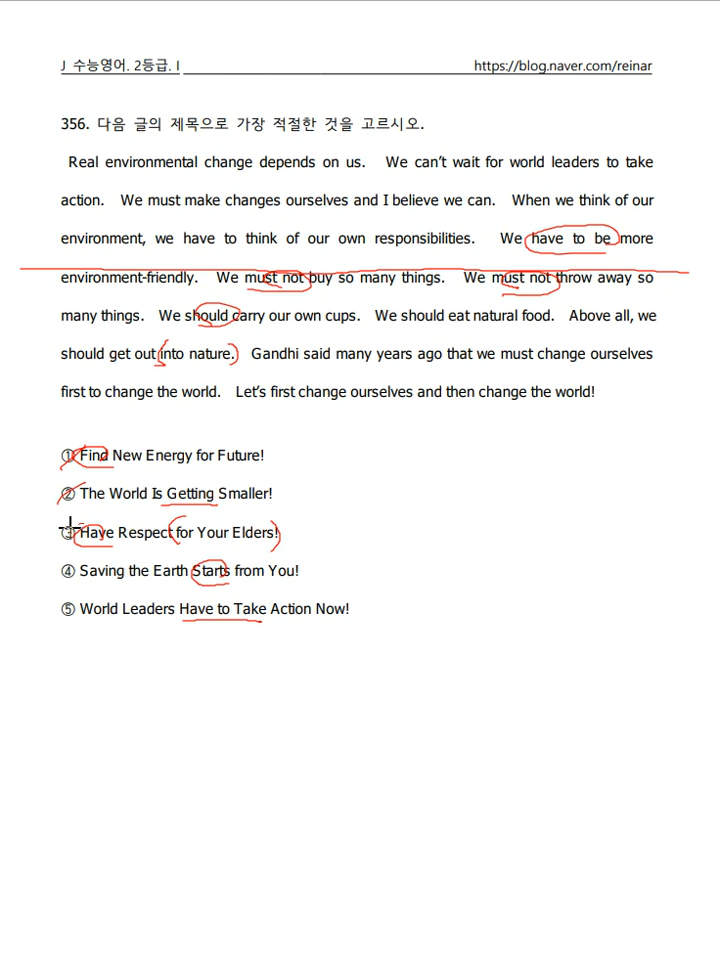 J 수능영어. 2등급. I https://blog.naver.com/reinar
356. 다음 글의 제목으로 가장 적절한 것을 고르시오.
Real environmental change depends on us. We can't wait for world leaders to take
action. We must make changes ourselves and I believe we can. When we think of our
environment, we have to think of our own responsibilities. We have to be more
environment-friendly. We must not buy so many things. We must not throw away so
many things. We should carry our own cups. We should eat natural food. Above all, we
should get out into nature. Gandhi said many years ago that we must change ourselves
first to change the world. Let's first change ourselves and then change the world!
① Find New Energy for Future!
② The World Is Getting Smaller!
③ Have Respect for Your Elders!
④ Saving the Earth Starts from You!
⑤ World Leaders Have to Take Action Now!